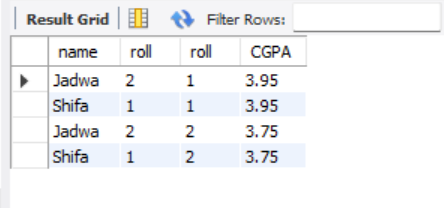 Result Grid Filter Rows:
name roll roll CGPA
Jadwa 2 1 3.95
Shifa 1 1 3.95
Jadwa 2 2 3.75
Shifa 1 2 3.75